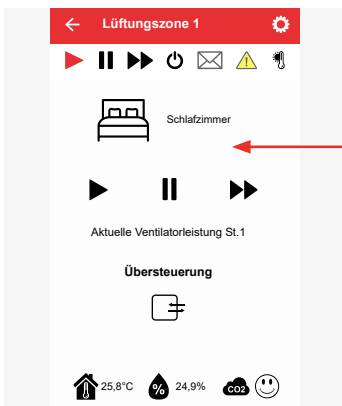 Lüftungszone 1
Schlafzimmer
Aktuelle Ventilatorleistung St.1
Übersteuerung
25,8°C
%
24,9%
CO2